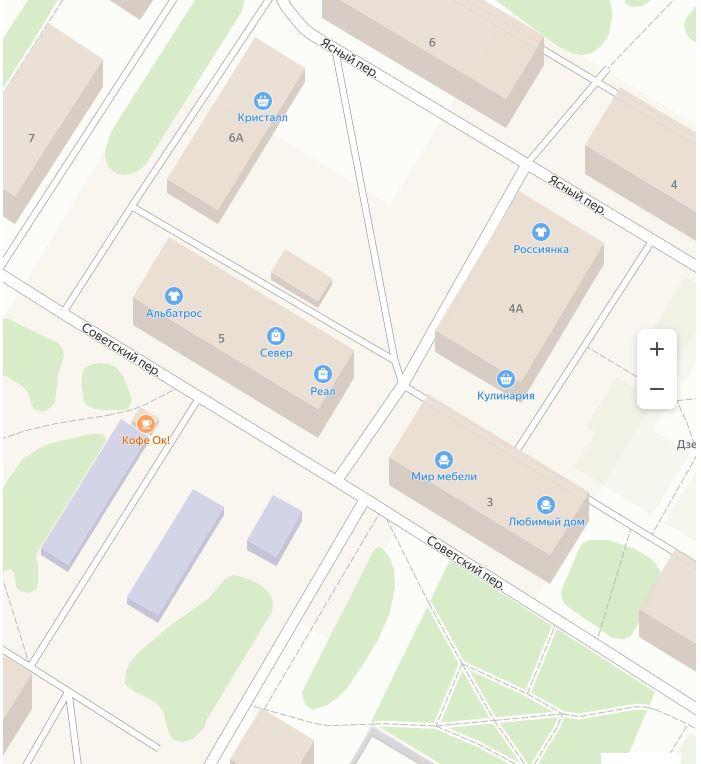 6
Ясный пер.
Кристалл
6А
7
4
Ясный пер.
Россиянка
4А
Альбатрос
5
Север
Реал
Советский пер.
Кулинария
+
−
Кофе Ок!
Дзе
Мир мебели
3
Любимый дом
Советский пер.